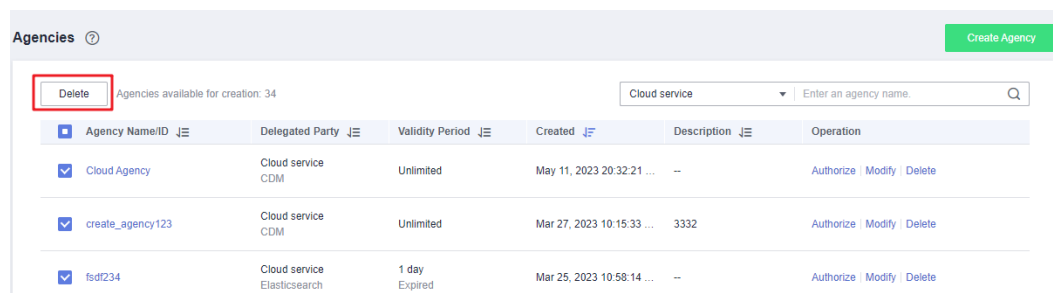 Agencies ?
Create Agency
Delete Agencies available for creation: 34 Cloud service Enter an agency name.
Agency Name/ID Delegated Party Validity Period Created Description Operation
Cloud Agency Cloud service CDM Unlimited May 11, 2023 20:32:21 ... -- Authorize | Modify | Delete
create_agency123 Cloud service CDM Unlimited Mar 27, 2023 10:15:33 ... 3332 Authorize | Modify | Delete
fsdf234 Cloud service Elasticsearch 1 day Expired Mar 25, 2023 10:58:14 ... -- Authorize | Modify | Delete